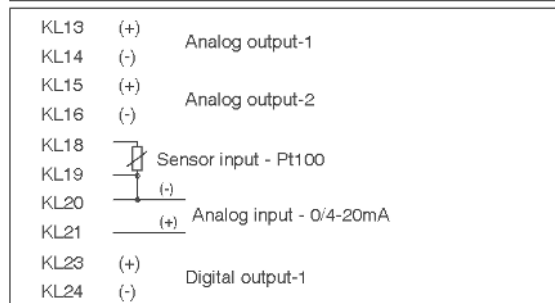 KL13 (+)
Analog output-1
KL14 (-)
KL15 (+)
Analog output-2
KL16 (-)
KL18
Sensor input - Pt100
KL19
(-)
KL20
(+) Analog input - 0/4-20mA
KL21
KL23 (+)
Digital output-1
KL24 (-)